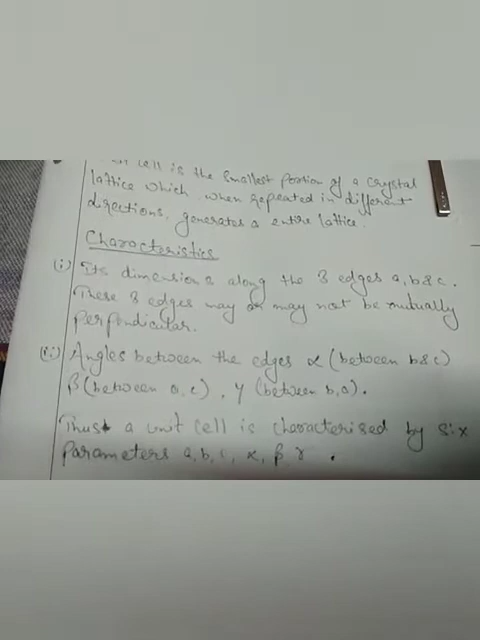 cell is the smallest portion of a crystal
lattice which when repeated in different
directions, generates a entire lattice.
Characteristics
(i) Its dimensions along the 3 edges a, b & c.
These 3 edges may or may not be mutually
perpendicular.
(ii) Angles between the edges α (between b & c)
β (between a, c), γ (between b, a).
Thus a unit cell is characterised by six
parameters a, b, c, α, β, γ.